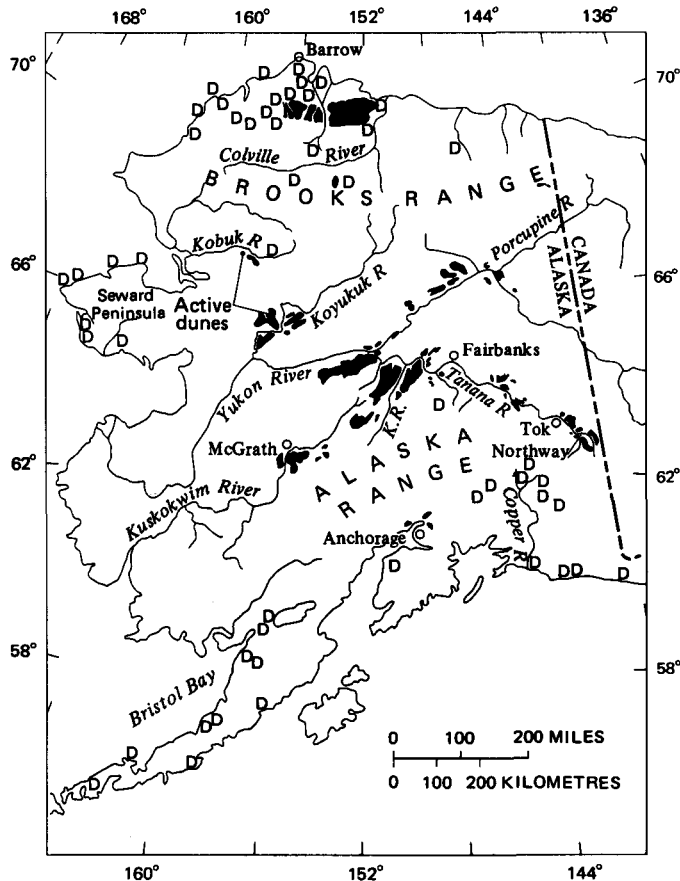 168° 160° 152° 144° 136°
70° 70°
Barrow
D D D D D D D D D D D D D D D D D
Colville River
D D D D
BROOKS RANGE
Kobuk R
D
Porcupine R
66° 66°
D D D D
Seward
Peninsula
D D D
Active
dunes
Koyukuk R
CANADA
ALASKA
Yukon River
Fairbanks
Tanana R
K.R.
D
McGrath
Tok
Northway
62° 62°
ALASKA
RANGE
Kuskokwim River
D D D D D D D
Copper R
Anchorage
D D D D D
D D
D D
58° 58°
Bristol Bay
D D D
D D D
0 100 200 MILES
0 100 200 KILOMETRES
160° 152° 144°